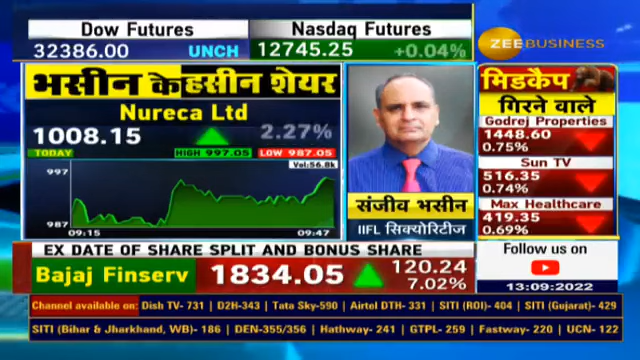 Dow Futures
32386.00 UNCH
Nasdaq Futures
12745.25 +0.04%
ZEE BUSINESS
भसीन के हसीन शेयर
Nureca Ltd
1008.15 2.27%
TODAY HIGH 997.05 LOW 987.05
Vol:56.8k
997
987
09:15 09:47
संजीव भसीन
IIFL सिक्योरिटीज
मिडकैप
गिरने वाले
Godrej Properties
1448.60
0.75%
Sun TV
516.35
0.74%
Max Healthcare
419.35
0.69%
EX DATE OF SHARE SPLIT AND BONUS SHARE
Bajaj Finserv 1834.05 120.24
7.02%
Follow us on
13:09:2022
Channel available on: Dish TV- 731 | D2H-343 | Tata Sky-590 | Airtel DTH- 331 | SITI (ROI)- 404 | SITI (Gujarat)- 429
SITI (Bihar & Jharkhand, WB)- 186 | DEN-355/356 | Hathway- 241 | GTPL- 259 | Fastway- 220 | UCN- 122